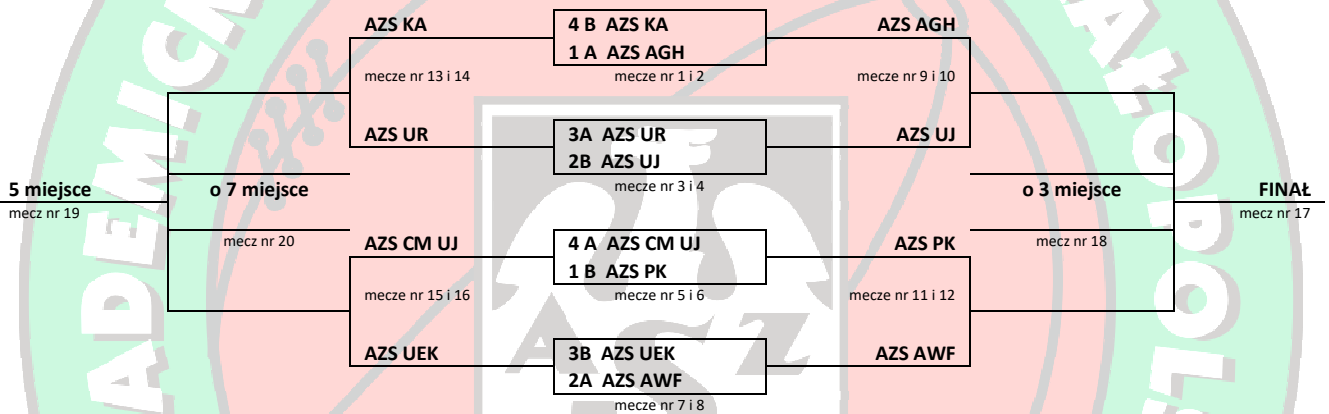 AZS KA
4 B AZS KA
AZS AGH
1 A AZS AGH
mecze nr 13 i 14
mecze nr 1 i 2
mecze nr 9 i 10
AZS UR
3A AZS UR
AZS UJ
2B AZS UJ
mecze nr 3 i 4
5 miejsce
o 7 miejsce
o 3 miejsce
FINAŁ
mecz nr 19
mecz nr 17
mecz nr 20
AZS CM UJ
4 A AZS CM UJ
AZS PK
mecz nr 18
1 B AZS PK
mecze nr 15 i 16
mecze nr 5 i 6
mecze nr 11 i 12
AZS UEK
3B AZS UEK
AZS AWF
2A AZS AWF
mecze nr 7 i 8
ADEMICK
AŁOPOL
AZS